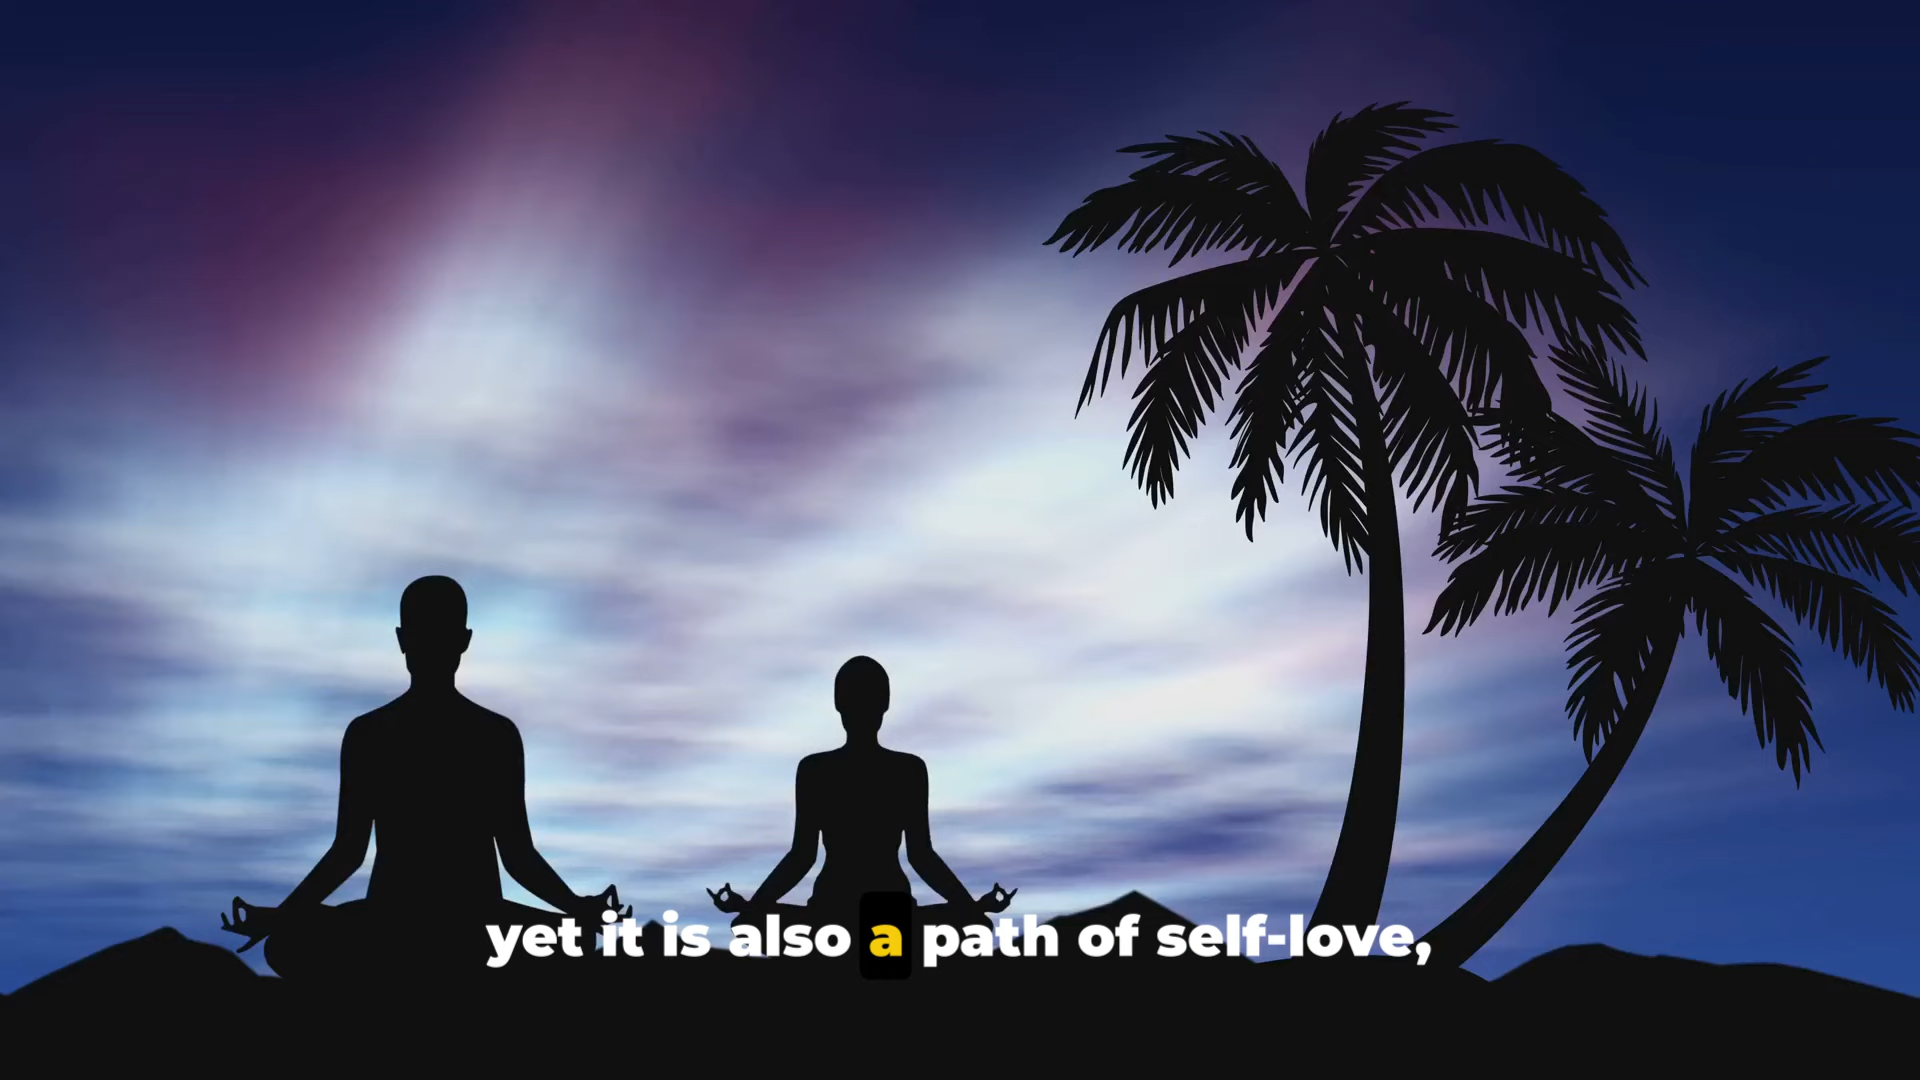 yet it is also a path of self-love,